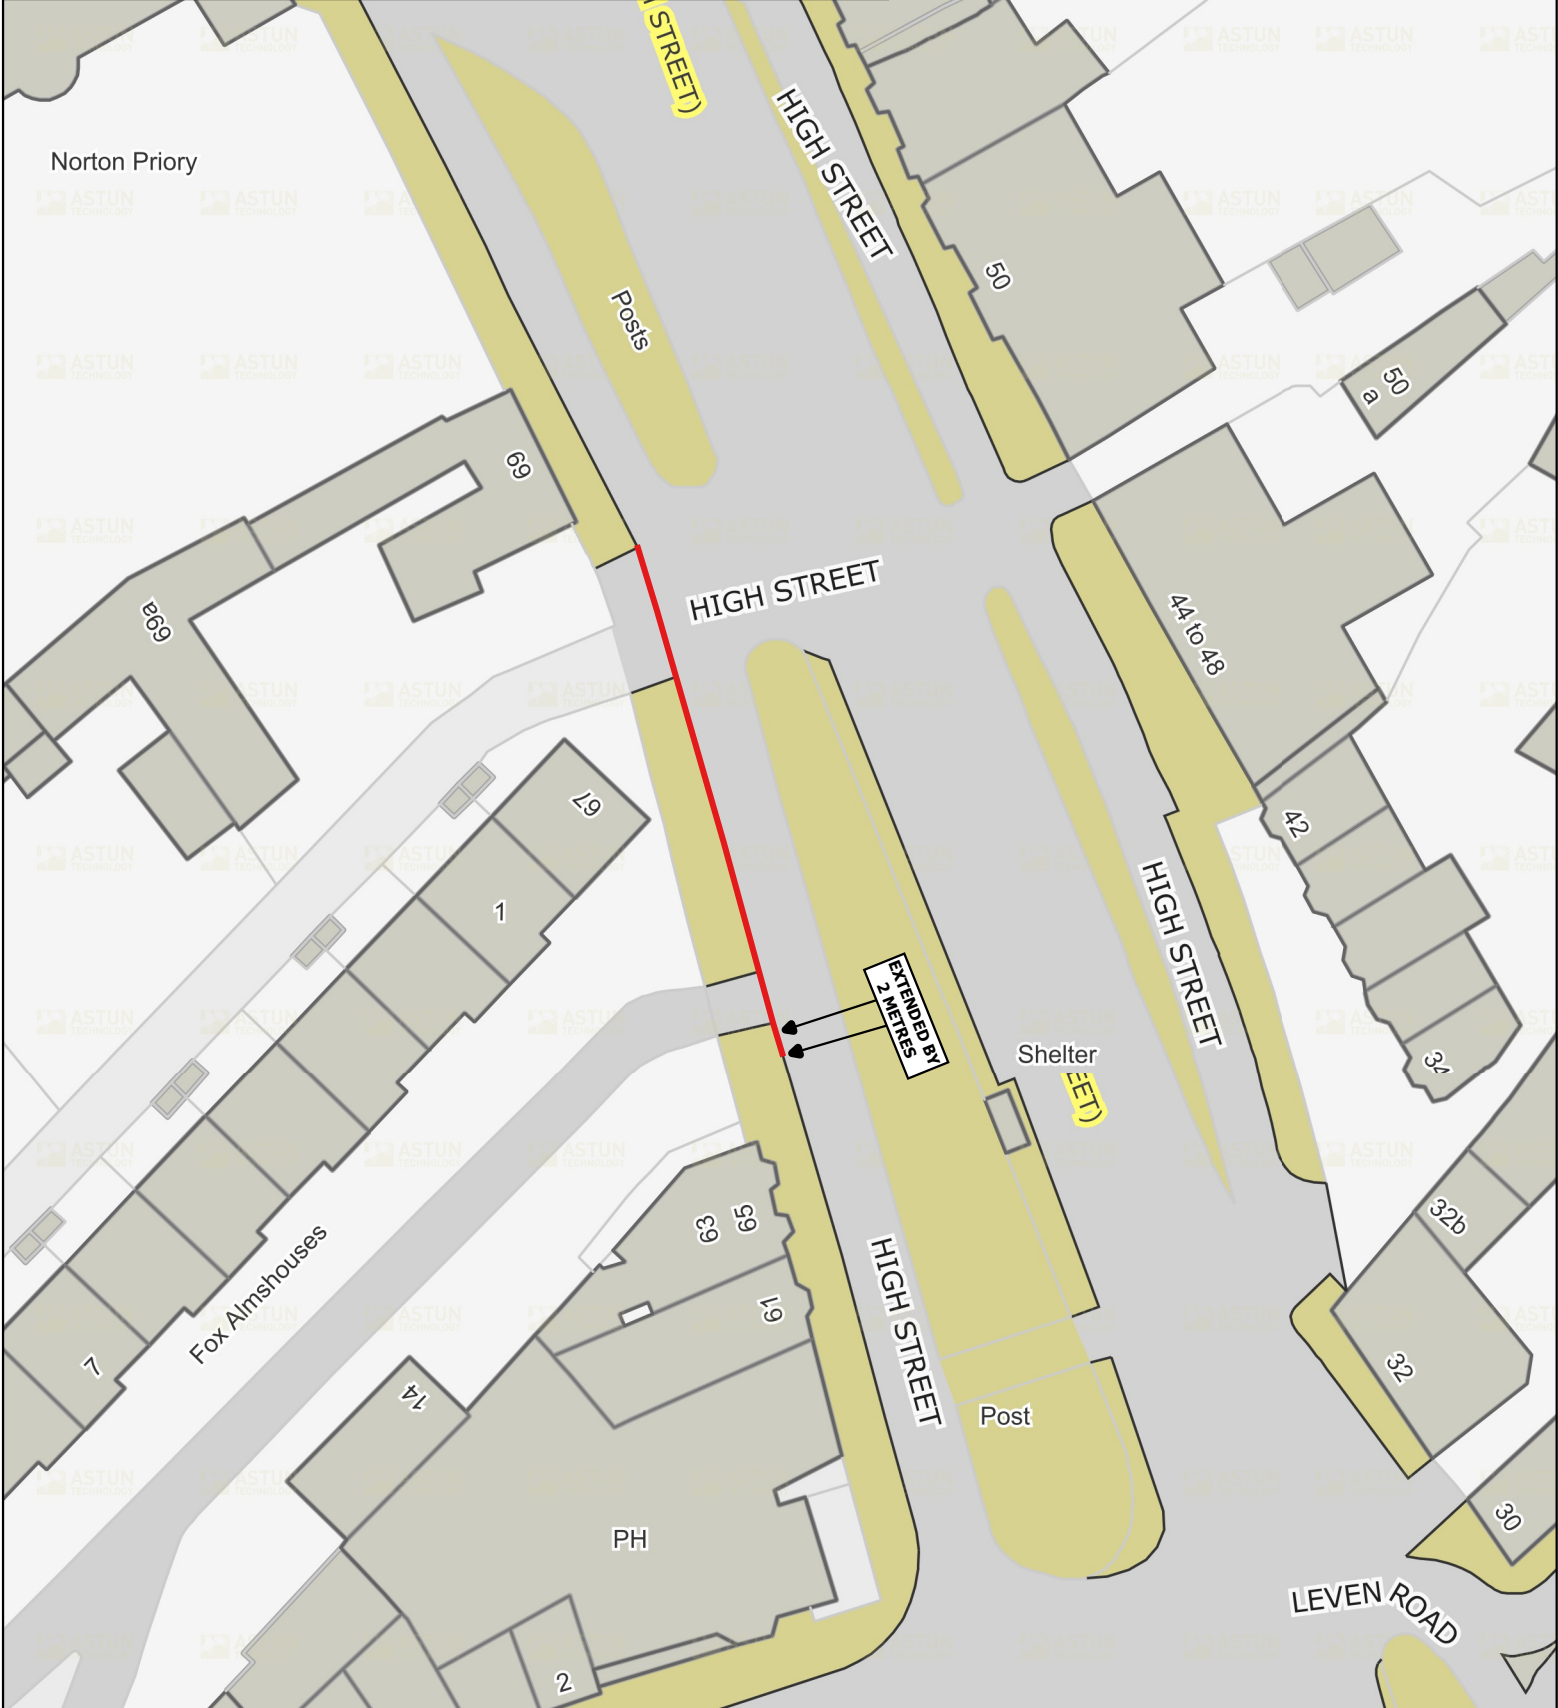 STREET)
HIGH STREET
Norton Priory
50
Posts
50
a
69
HIGH STREET
69a
44 to 48
67
42
1
HIGH STREET
EXTENDED BY
2 METRES
Shelter
EET)
34
63
65
32b
61
Fox Almshouses
HIGH STREET
7
14
32
Post
PH
30
LEVEN ROAD
2
ASTUN
TECHNOLOGY